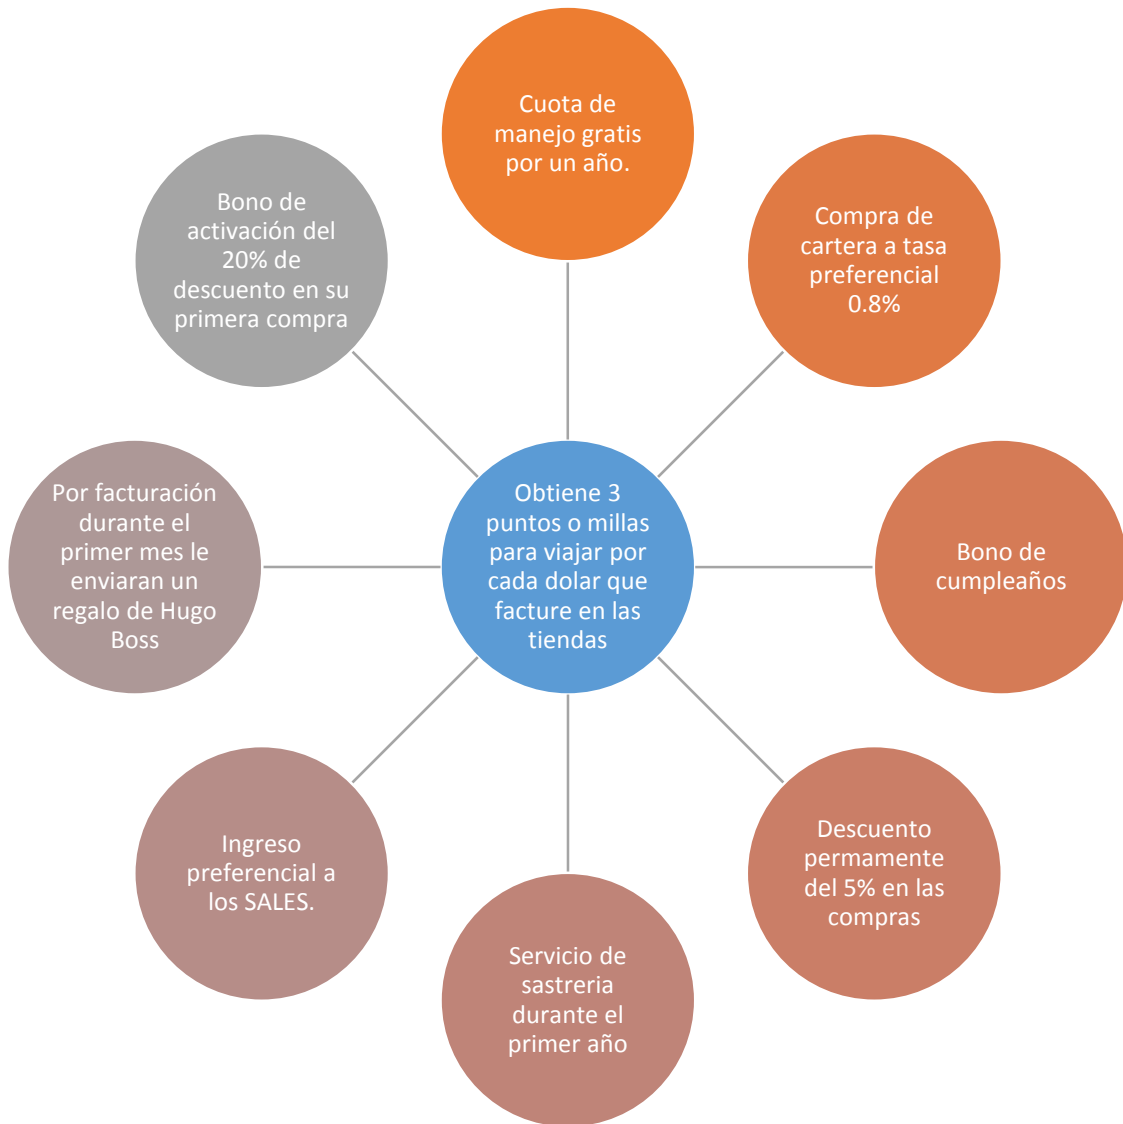 Cuota de
manejo gratis
por un año.
Compra de
cartera a tasa
preferencial
0.8%
Bono de
cumpleaños
Descuento
permamente
del 5% en las
compras
Servicio de
sastreria
durante el
primer año
Ingreso
preferencial a
los SALES.
Por facturación
durante el
primer mes le
enviaran un
regalo de Hugo
Boss
Bono de
activación del
20% de
descuento en su
primera compra
Obtiene 3
puntos o millas
para viajar por
cada dolar que
facture en las
tiendas